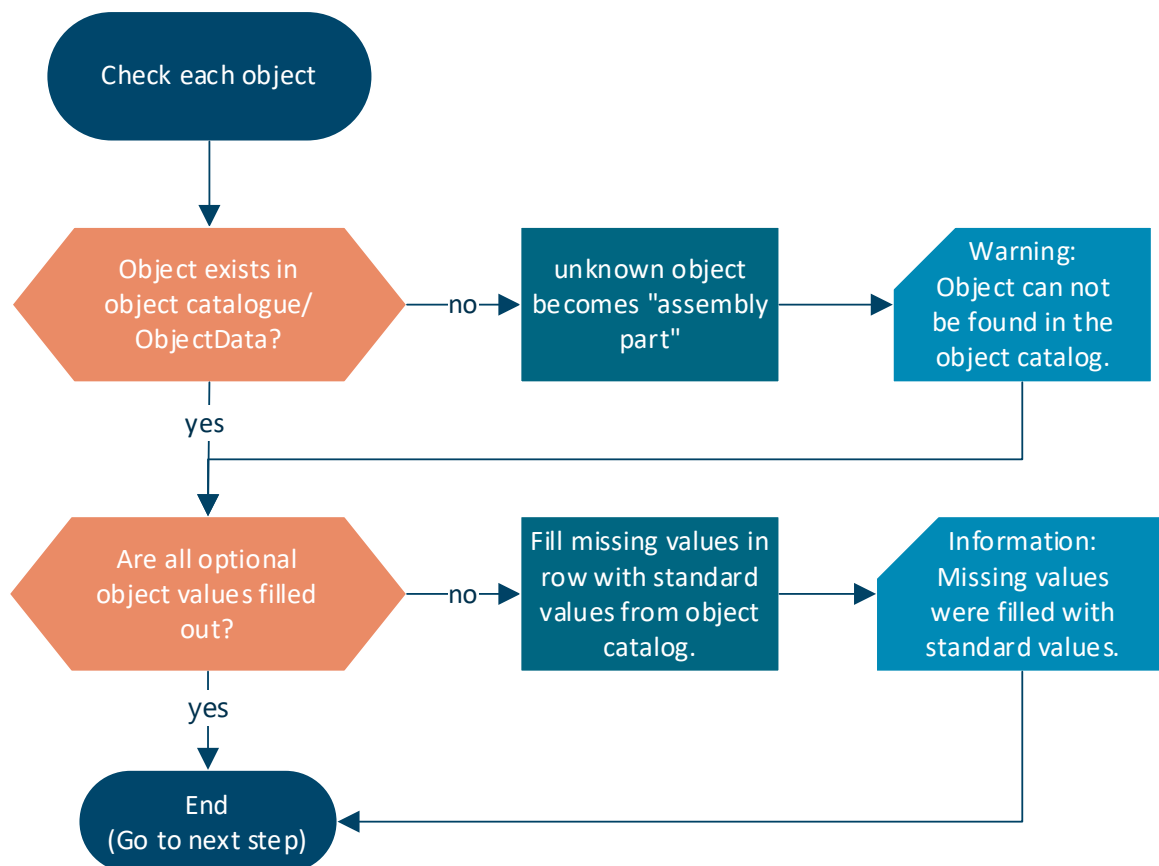 Check each object
Object exists in
object catalogue/
ObjectData?
no
unknown object
becomes "assembly
part"
Warning:
Object can not
be found in the
object catalog.
yes
Are all optional
object values filled
out?
no
Fill missing values in
row with standard
values from object
catalog.
Information:
Missing values
were filled with
standard values.
yes
End
(Go to next step)